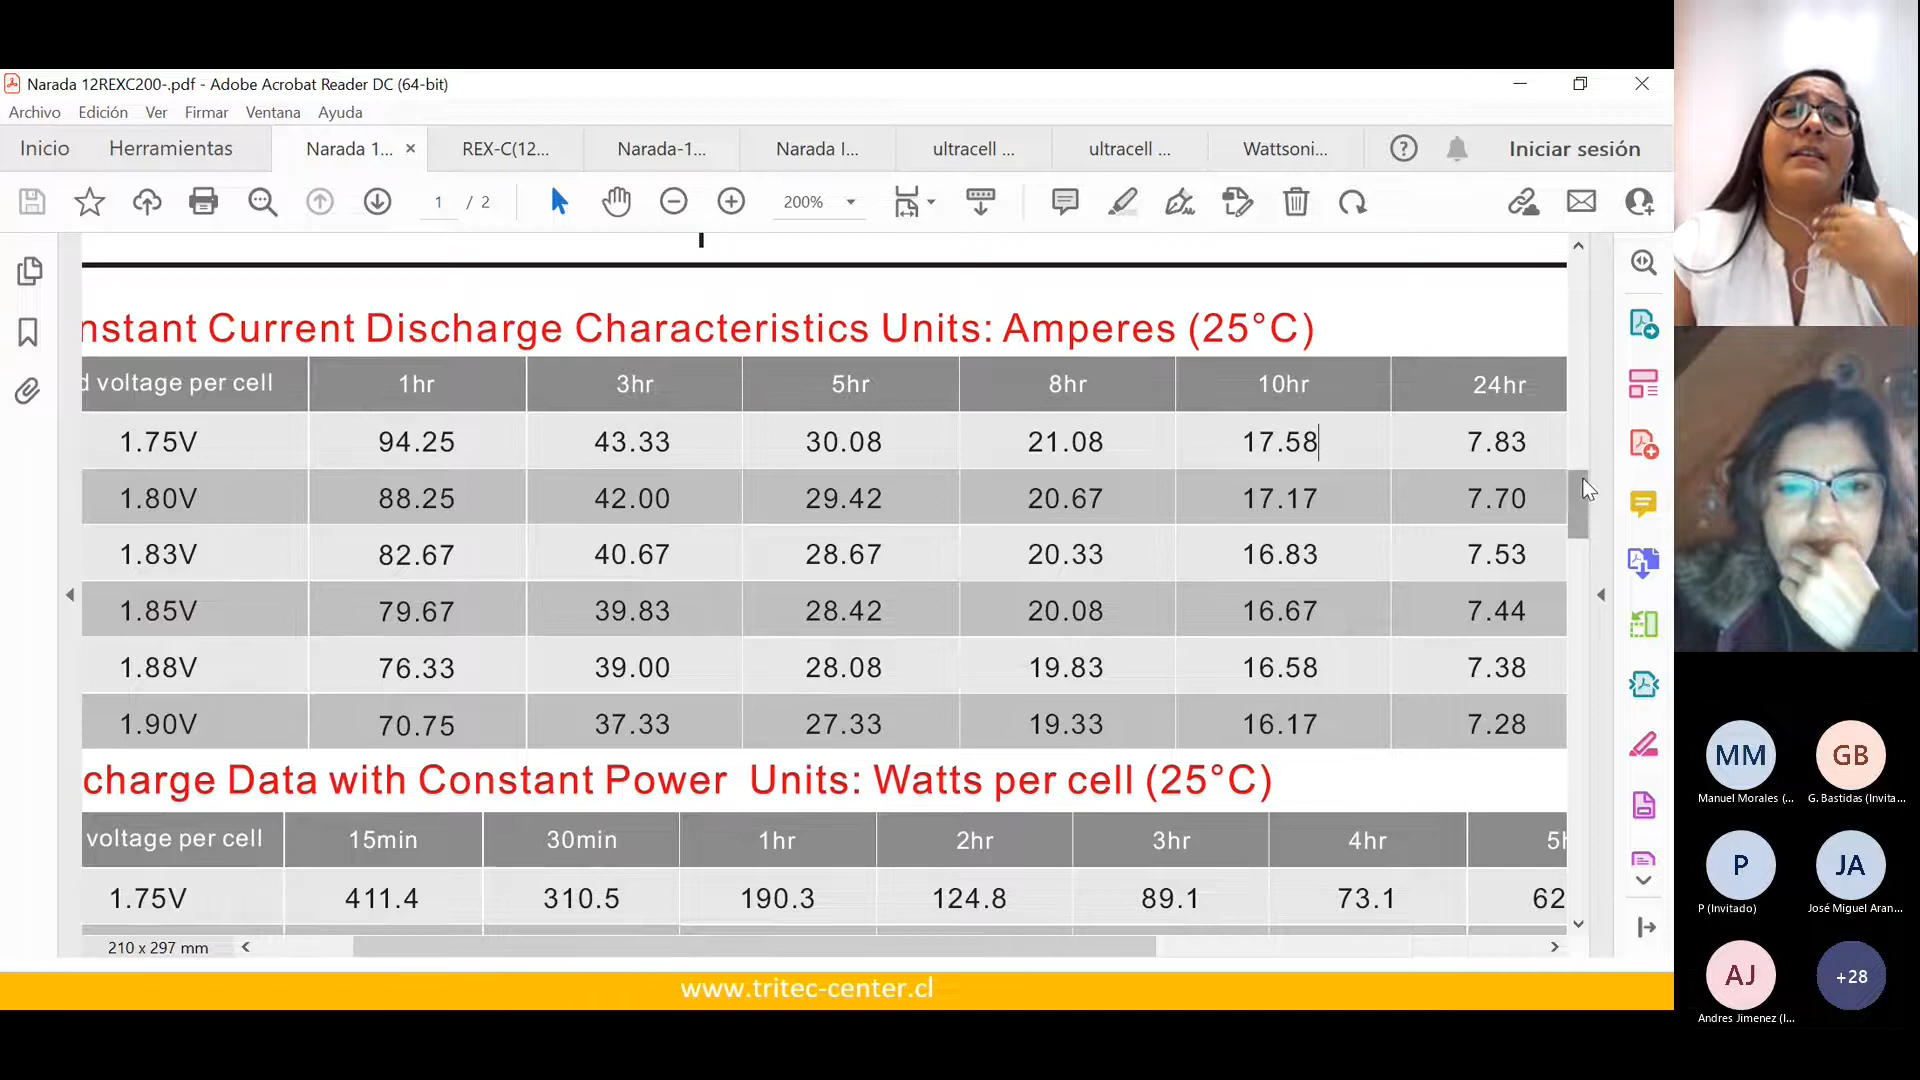 Narada 12REXC200-.pdf - Adobe Acrobat Reader DC (64-bit)
Archivo Edición Ver Firmar Ventana Ayuda
Inicio Herramientas Narada 1... × REX-C(12... Narada-1... Narada I... ultracell ... ultracell ... Wattsoni... Iniciar sesión
1 / 2 200%
nstant Current Discharge Characteristics Units: Amperes (25°C)
d voltage per cell 1hr 3hr 5hr 8hr 10hr 24hr
1.75V 94.25 43.33 30.08 21.08 17.58 7.83
1.80V 88.25 42.00 29.42 20.67 17.17 7.70
1.83V 82.67 40.67 28.67 20.33 16.83 7.53
1.85V 79.67 39.83 28.42 20.08 16.67 7.44
1.88V 76.33 39.00 28.08 19.83 16.58 7.38
1.90V 70.75 37.33 27.33 19.33 16.17 7.28
charge Data with Constant Power Units: Watts per cell (25°C)
voltage per cell 15min 30min 1hr 2hr 3hr 4hr 5h
1.75V 411.4 310.5 190.3 124.8 89.1 73.1 62
210 x 297 mm
www.tritec-center.cl
MM GB
Manuel Morales (... G. Bastidas (Invita...
P JA
P (Invitado) José Miguel Aran...
AJ +28
Andres Jimenez (I...